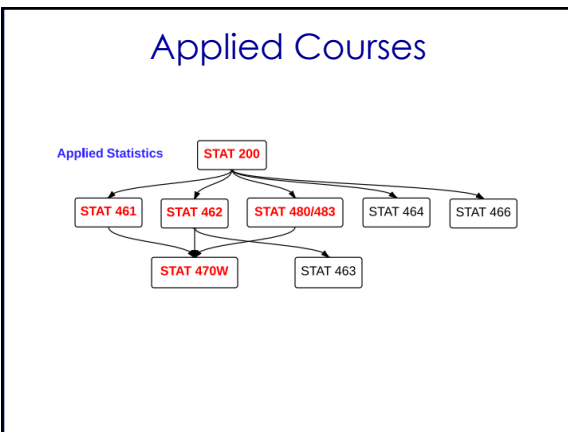 Applied Courses
Applied Statistics
STAT 200
STAT 461
STAT 462
STAT 480/483
STAT 464
STAT 466
STAT 470W
STAT 463